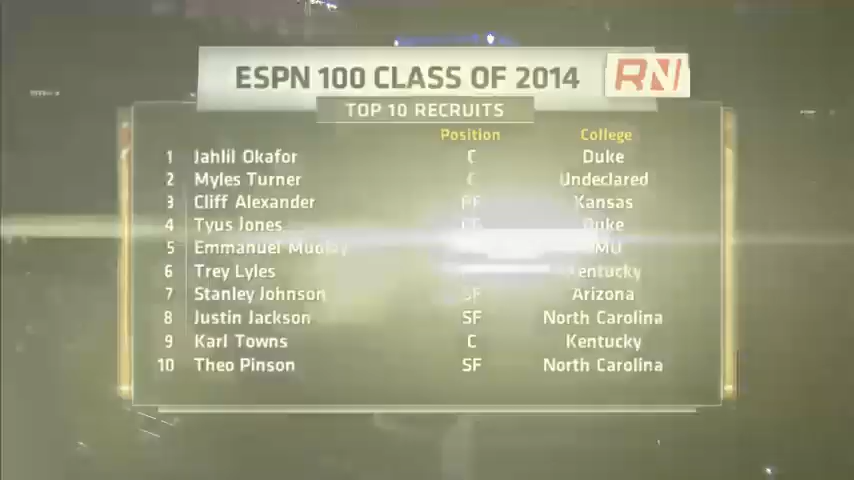 ESPN 100 CLASS OF 2014 RN
TOP 10 RECRUITS
Position College
1 Jahlil Okafor C Duke
2 Myles Turner C Undeclared
3 Cliff Alexander PF Kansas
4 Tyus Jones Duke
5 Emmanuel
6 Trey Lyles Kentucky
7 Stanley Johnson SF Arizona
8 Justin Jackson SF North Carolina
9 Karl Towns C Kentucky
10 Theo Pinson SF North Carolina